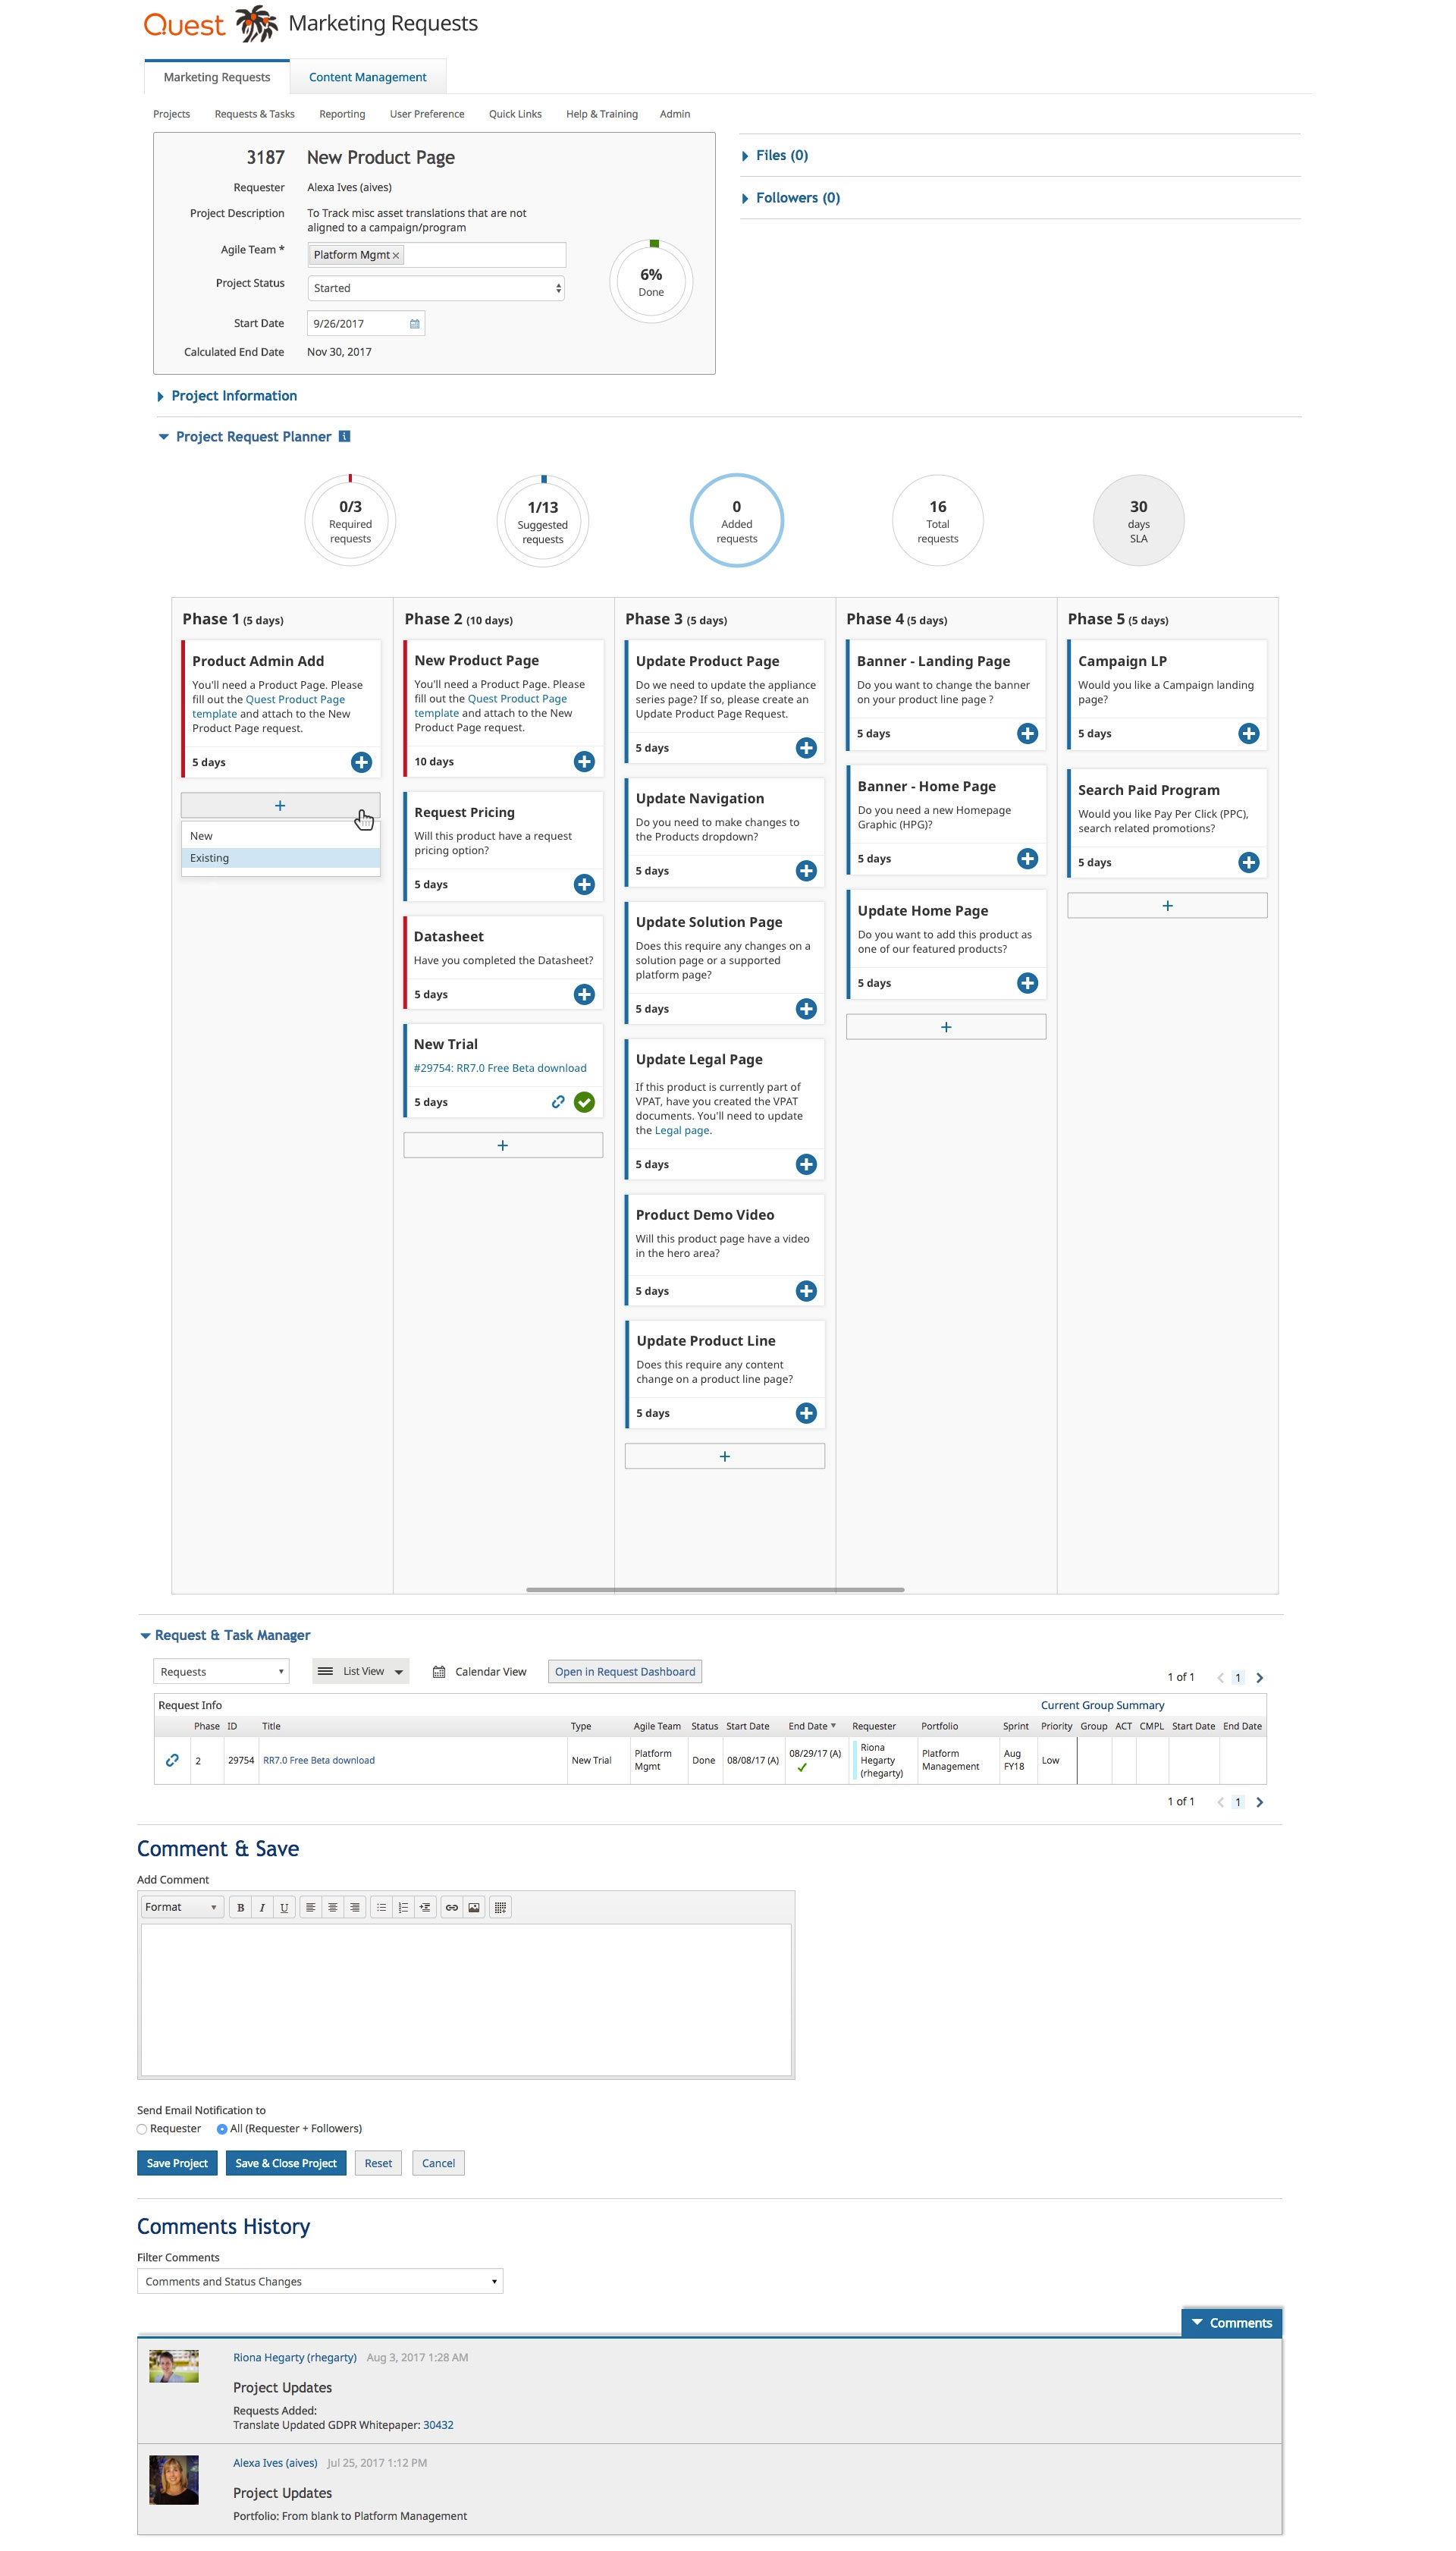 Quest Marketing Requests
Marketing Requests
Content Management
Projects
Requests & Tasks
Reporting
User Preference
Quick Links
Help & Training
Admin
3187 New Product Page
Requester Alexa Ives (aives)
Project Description To Track misc asset translations that are not
aligned to a campaign/program
Agile Team * Platform Mgmt ×
Project Status Started
Start Date 9/26/2017
Calculated End Date Nov 30, 2017
6%
Done
Files (0)
Followers (0)
Project Information
Project Request Planner i
0/3
Required
requests
1/13
Suggested
requests
0
Added
requests
16
Total
requests
30
days
SLA
Phase 1 (5 days)
Product Admin Add
You'll need a Product Page. Please
fill out the Quest Product Page
template and attach to the New
Product Page request.
5 days
+
New
Existing
Phase 2 (10 days)
New Product Page
You'll need a Product Page. Please
fill out the Quest Product Page
template and attach to the New
Product Page request.
10 days
Request Pricing
Will this product have a request
pricing option?
5 days
Datasheet
Have you completed the Datasheet?
5 days
New Trial
#29754: RR7.0 Free Beta download
5 days
+
Phase 3 (5 days)
Update Product Page
Do we need to update the appliance
series page? If so, please create an
Update Product Page Request.
5 days
Update Navigation
Do you need to make changes to
the Products dropdown?
5 days
Update Solution Page
Does this require any changes on a
solution page or a supported
platform page?
5 days
Update Legal Page
If this product is currently part of
VPAT, have you created the VPAT
documents. You'll need to update
the Legal page.
5 days
Product Demo Video
Will this product page have a video
in the hero area?
5 days
Update Product Line
Does this require any content
change on a product line page?
5 days
+
Phase 4 (5 days)
Banner - Landing Page
Do you want to change the banner
on your product line page ?
5 days
Banner - Home Page
Do you need a new Homepage
Graphic (HPG)?
5 days
Update Home Page
Do you want to add this product as
one of our featured products?
5 days
+
Phase 5 (5 days)
Campaign LP
Would you like a Campaign landing
page?
5 days
Search Paid Program
Would you like Pay Per Click (PPC),
search related promotions?
5 days
+
Request & Task Manager
Requests
List View
Calendar View
Open in Request Dashboard
1 of 1 < 1 >
Request Info Current Group Summary
Phase ID Title Type Agile Team Status Start Date End Date Requester Portfolio Sprint Priority Group ACT CMPL Start Date End Date
2 29754 RR7.0 Free Beta download New Trial Platform Mgmt Done 08/08/17 (A) 08/29/17 (A) Riona Hegarty (rhegarty) Platform Management Aug FY18 Low
1 of 1 < 1 >
Comment & Save
Add Comment
Format B I U
Send Email Notification to
Requester All (Requester + Followers)
Save Project
Save & Close Project
Reset
Cancel
Comments History
Filter Comments
Comments and Status Changes
Comments
Riona Hegarty (rhegarty) Aug 3, 2017 1:28 AM
Project Updates
Requests Added:
Translate Updated GDPR Whitepaper: 30432
Alexa Ives (aives) Jul 25, 2017 1:12 PM
Project Updates
Portfolio: From blank to Platform Management